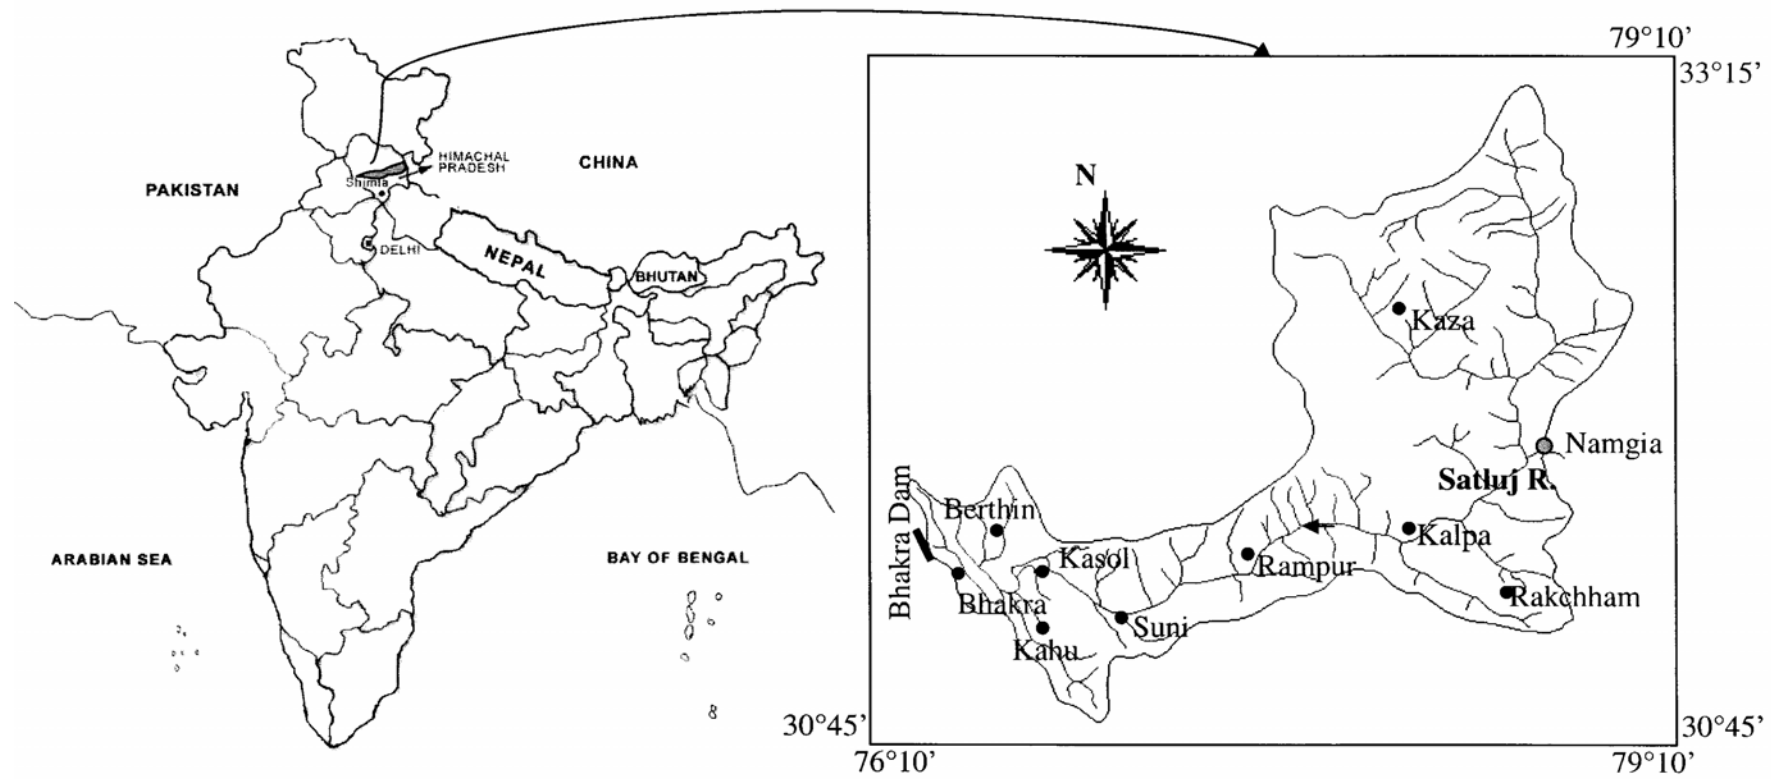 79°10'
33°15'
HIMACHAL
PRADESH
CHINA
PAKISTAN
Shimla
N
DELHI
NEPAL
BHUTAN
Kaza
Namgia
Satluj R.
Bhakra Dam
Berthin
Kalpa
ARABIAN SEA
BAY OF BENGAL
Kasol
Rampur
Bhakra
Rakchham
Suni
Kahu
30°45'
30°45'
76°10'
79°10'